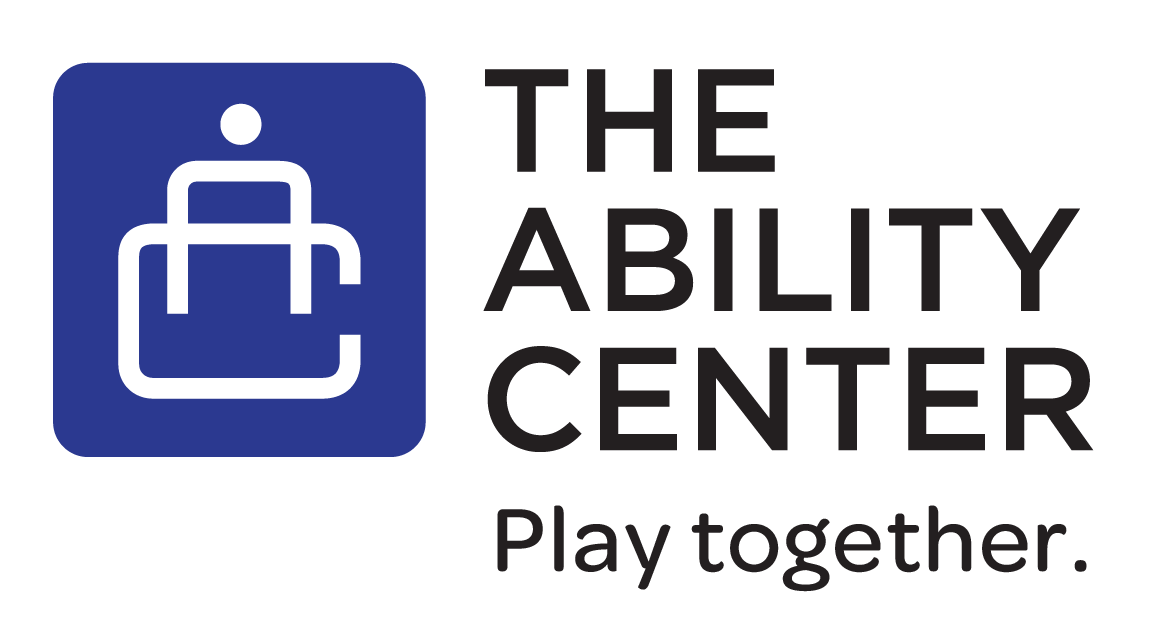 THE
ABILITY
CENTER
Play together.